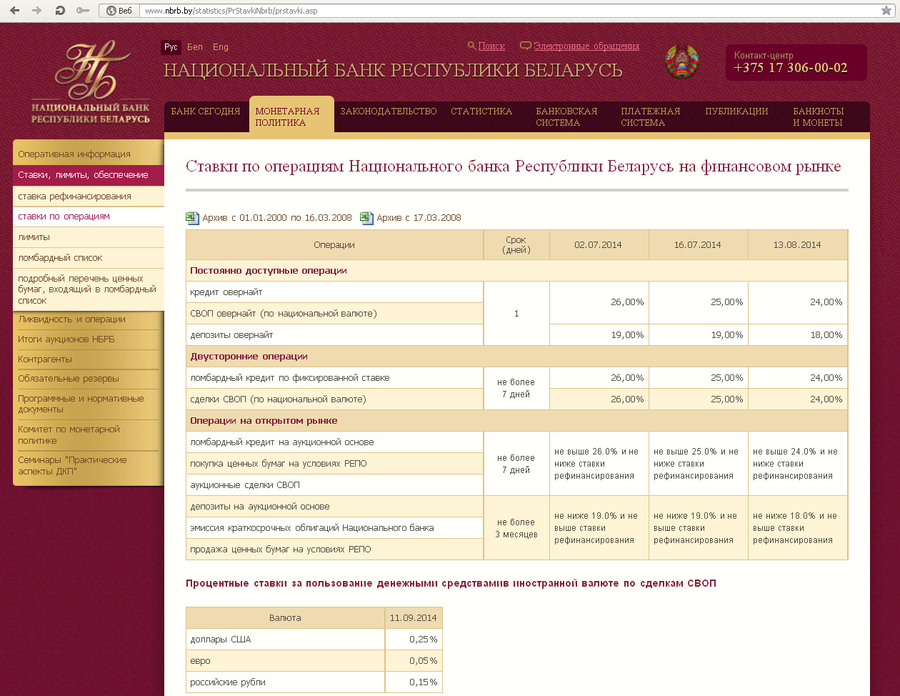 Веб www.nbrb.by/statistics/PrStavkiNbrb/prstavki.asp
Рус Бел Eng
Поиск Электронные обращения
НАЦИОНАЛЬНЫЙ БАНК РЕСПУБЛИКИ БЕЛАРУСЬ
Контакт-центр
+375 17 306-00-02
НАЦИОНАЛЬНЫЙ БАНК
РЕСПУБЛИКИ БЕЛАРУСЬ
БАНК СЕГОДНЯ
МОНЕТАРНАЯ
ПОЛИТИКА
ЗАКОНОДАТЕЛЬСТВО
СТАТИСТИКА
БАНКОВСКАЯ
СИСТЕМА
ПЛАТЕЖНАЯ
СИСТЕМА
ПУБЛИКАЦИИ
БАНКНОТЫ
И МОНЕТЫ
Оперативная информация
Ставки, лимиты, обеспечение
ставка рефинансирования
ставки по операциям
лимиты
ломбардный список
подробный перечень ценных
бумаг, входящий в ломбардный
список
Ликвидность и операции
Итоги аукционов НБРБ
Контрагенты
Обязательные резервы
Программные и нормативные
документы
Комитет по монетарной
политике
Семинары "Практические
аспекты ДКП"
Ставки по операциям Национального банка Республики Беларусь на финансовом рынке
Архив с 01.01.2000 по 16.03.2008 Архив с 17.03.2008
Операции
Срок
(дней)
02.07.2014 16.07.2014 13.08.2014
Постоянно доступные операции
кредит овернайт
СВОП овернайт (по национальной валюте)
1
26,00% 25,00% 24,00%
депозиты овернайт
19,00% 19,00% 18,00%
Двусторонние операции
ломбардный кредит по фиксированной ставке
не более
7 дней
26,00% 25,00% 24,00%
сделки СВОП (по национальной валюте)
26,00% 25,00% 24,00%
Операции на открытом рынке
ломбардный кредит на аукционной основе
покупка ценных бумаг на условиях РЕПО
аукционные сделки СВОП
не более
7 дней
не выше 26.0% и не
ниже ставки
рефинансирования
не выше 25.0% и не
ниже ставки
рефинансирования
не выше 24.0% и не
ниже ставки
рефинансирования
депозиты на аукционной основе
эмиссия краткосрочных облигаций Национального банка
продажа ценных бумаг на условиях РЕПО
не более
3 месяцев
не ниже 19.0% и не
выше ставки
рефинансирования
не ниже 19.0% и не
выше ставки
рефинансирования
не ниже 18.0% и не
выше ставки
рефинансирования
Процентные ставки за пользование денежными средствамив иностранной валюте по сделкам СВОП
Валюта 11.09.2014
доллары США 0,25%
евро 0,05%
российские рубли 0,15%